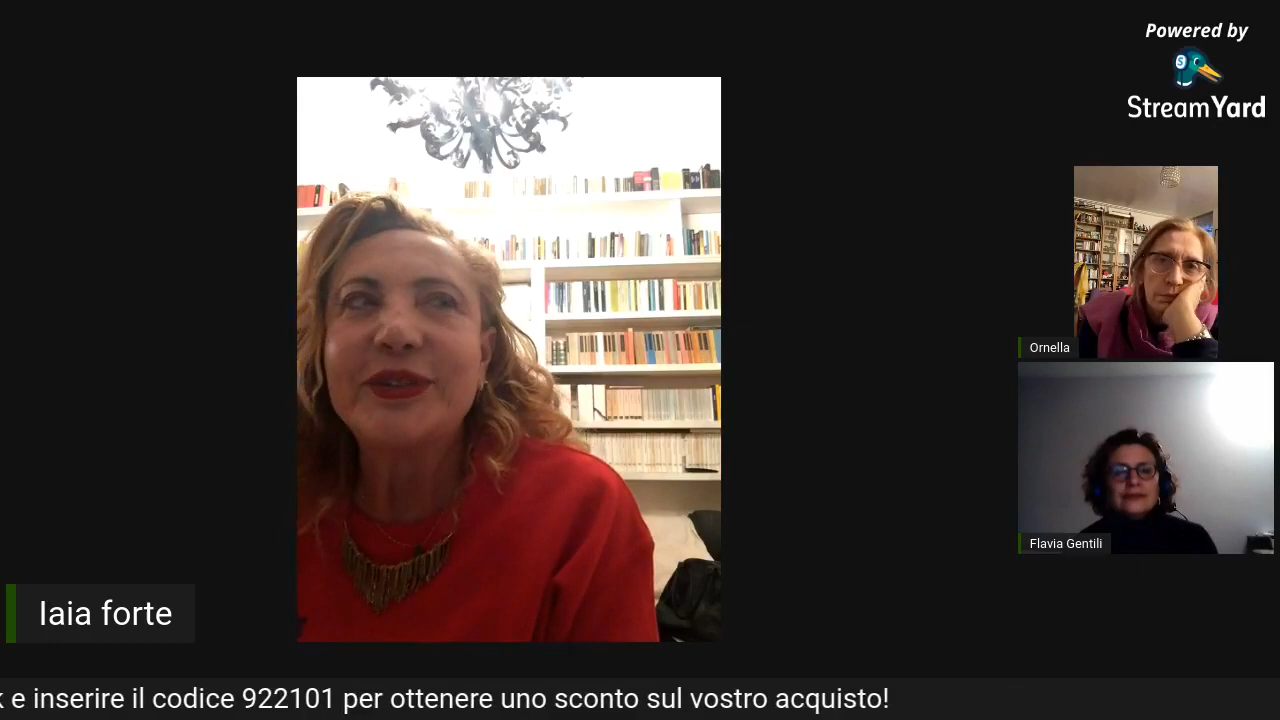 Powered by
StreamYard
Ornella
Flavia Gentili
Iaia forte
e inserire il codice 922101 per ottenere uno sconto sul vostro acquisto!